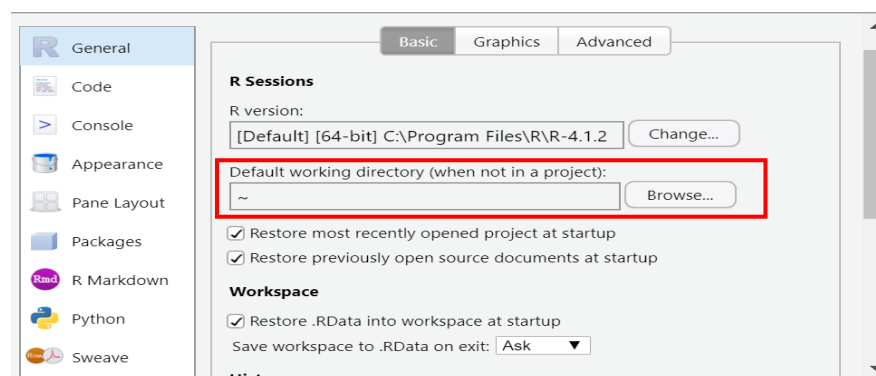 Basic Graphics Advanced
General
Code
Console
Appearance
Pane Layout
Packages
Rmd R Markdown
Python
Rnw Sweave
R Sessions
R version:
[Default] [64-bit] C:\Program Files\R\R-4.1.2 Change...
Default working directory (when not in a project):
~ Browse...
Restore most recently opened project at startup
Restore previously open source documents at startup
Workspace
Restore .RData into workspace at startup
Save workspace to .RData on exit: Ask